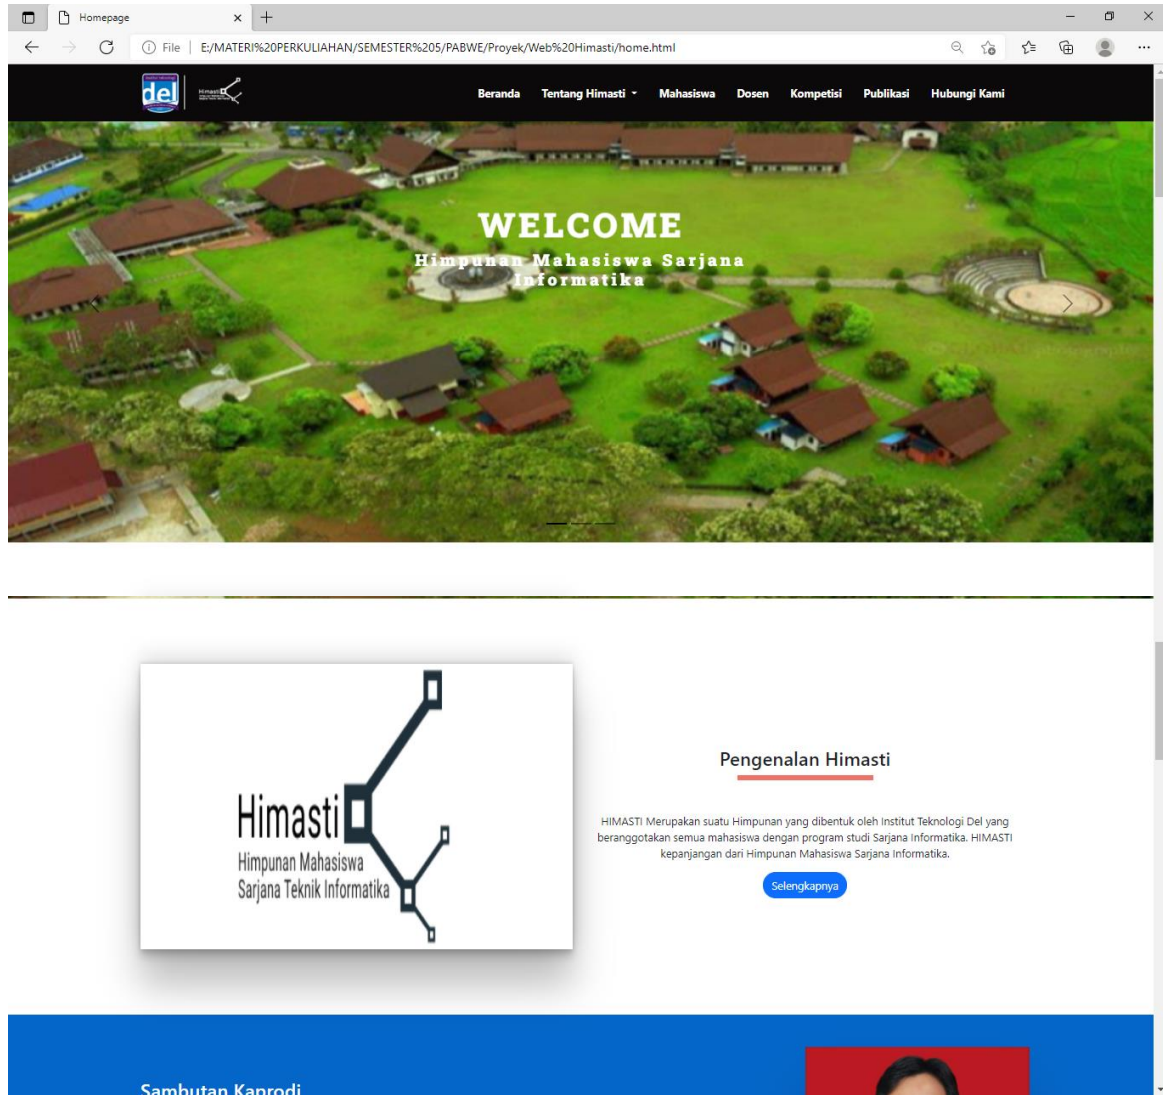 Homepage
File E:/MATERI%20PERKULIAHAN/SEMESTER%205/PABWE/Proyek/Web%20Himasti/home.html
del Himasti
Beranda Tentang Himasti Mahasiswa Dosen Kompetisi Publikasi Hubungi Kami
WELCOME
Himpunan Mahasiswa Sarjana
Informatika
Himasti
Himpunan Mahasiswa
Sarjana Teknik Informatika
Pengenalan Himasti
HIMASTI Merupakan suatu Himpunan yang dibentuk oleh Institut Teknologi Del yang
beranggotakan semua mahasiswa dengan program studi Sarjana Informatika. HIMASTI
kepanjangan dari Himpunan Mahasiswa Sarjana Informatika.
Selengkapnya
Sambutan Kaprodi